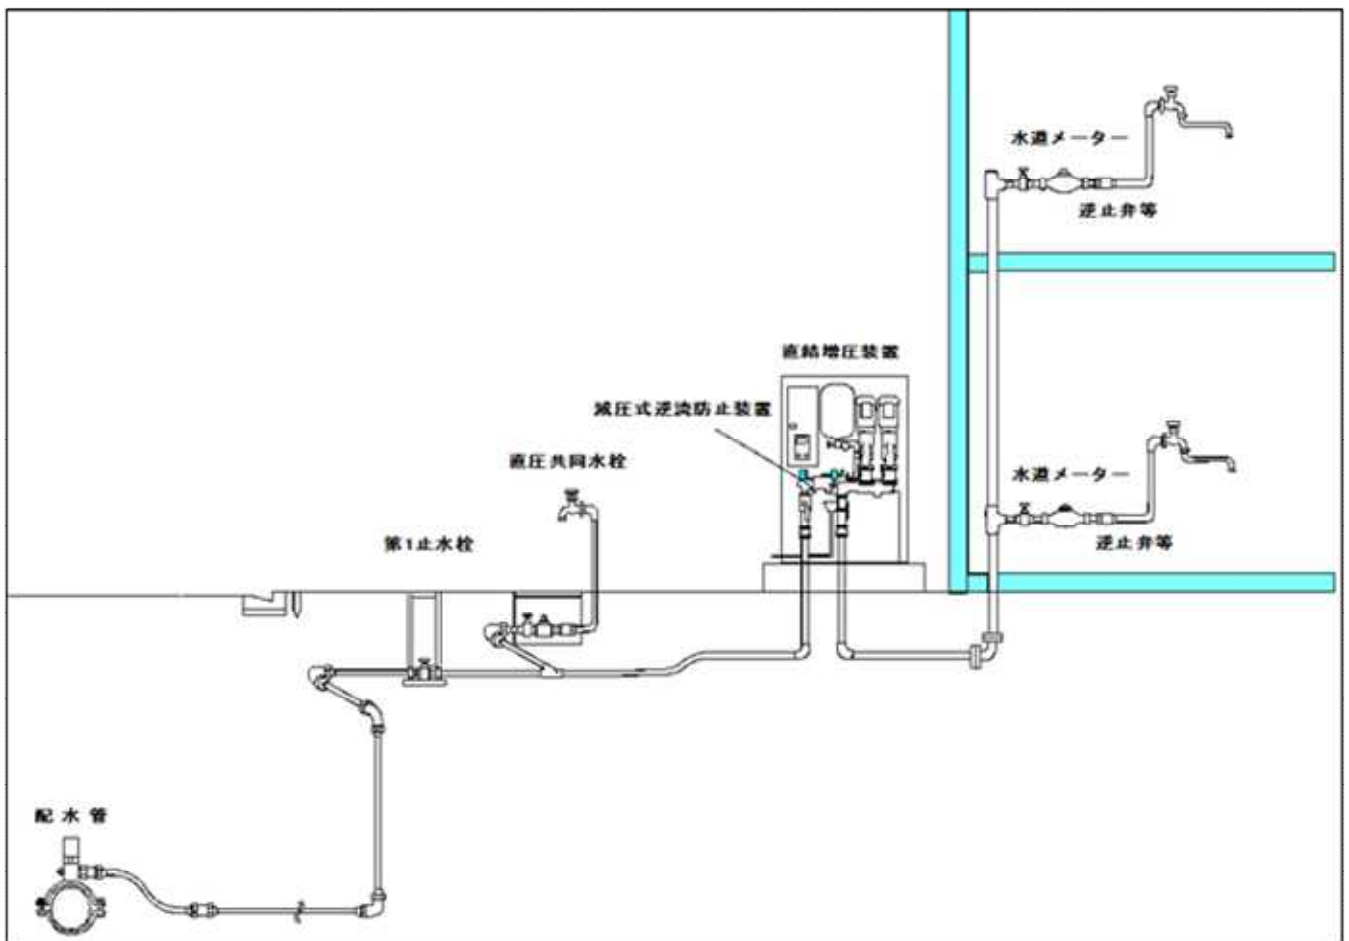 水道メーター
逆止弁等
直結増圧装置
減圧式逆流防止装置
直圧共同水栓
水道メーター
第1止水栓
逆止弁等
配水管